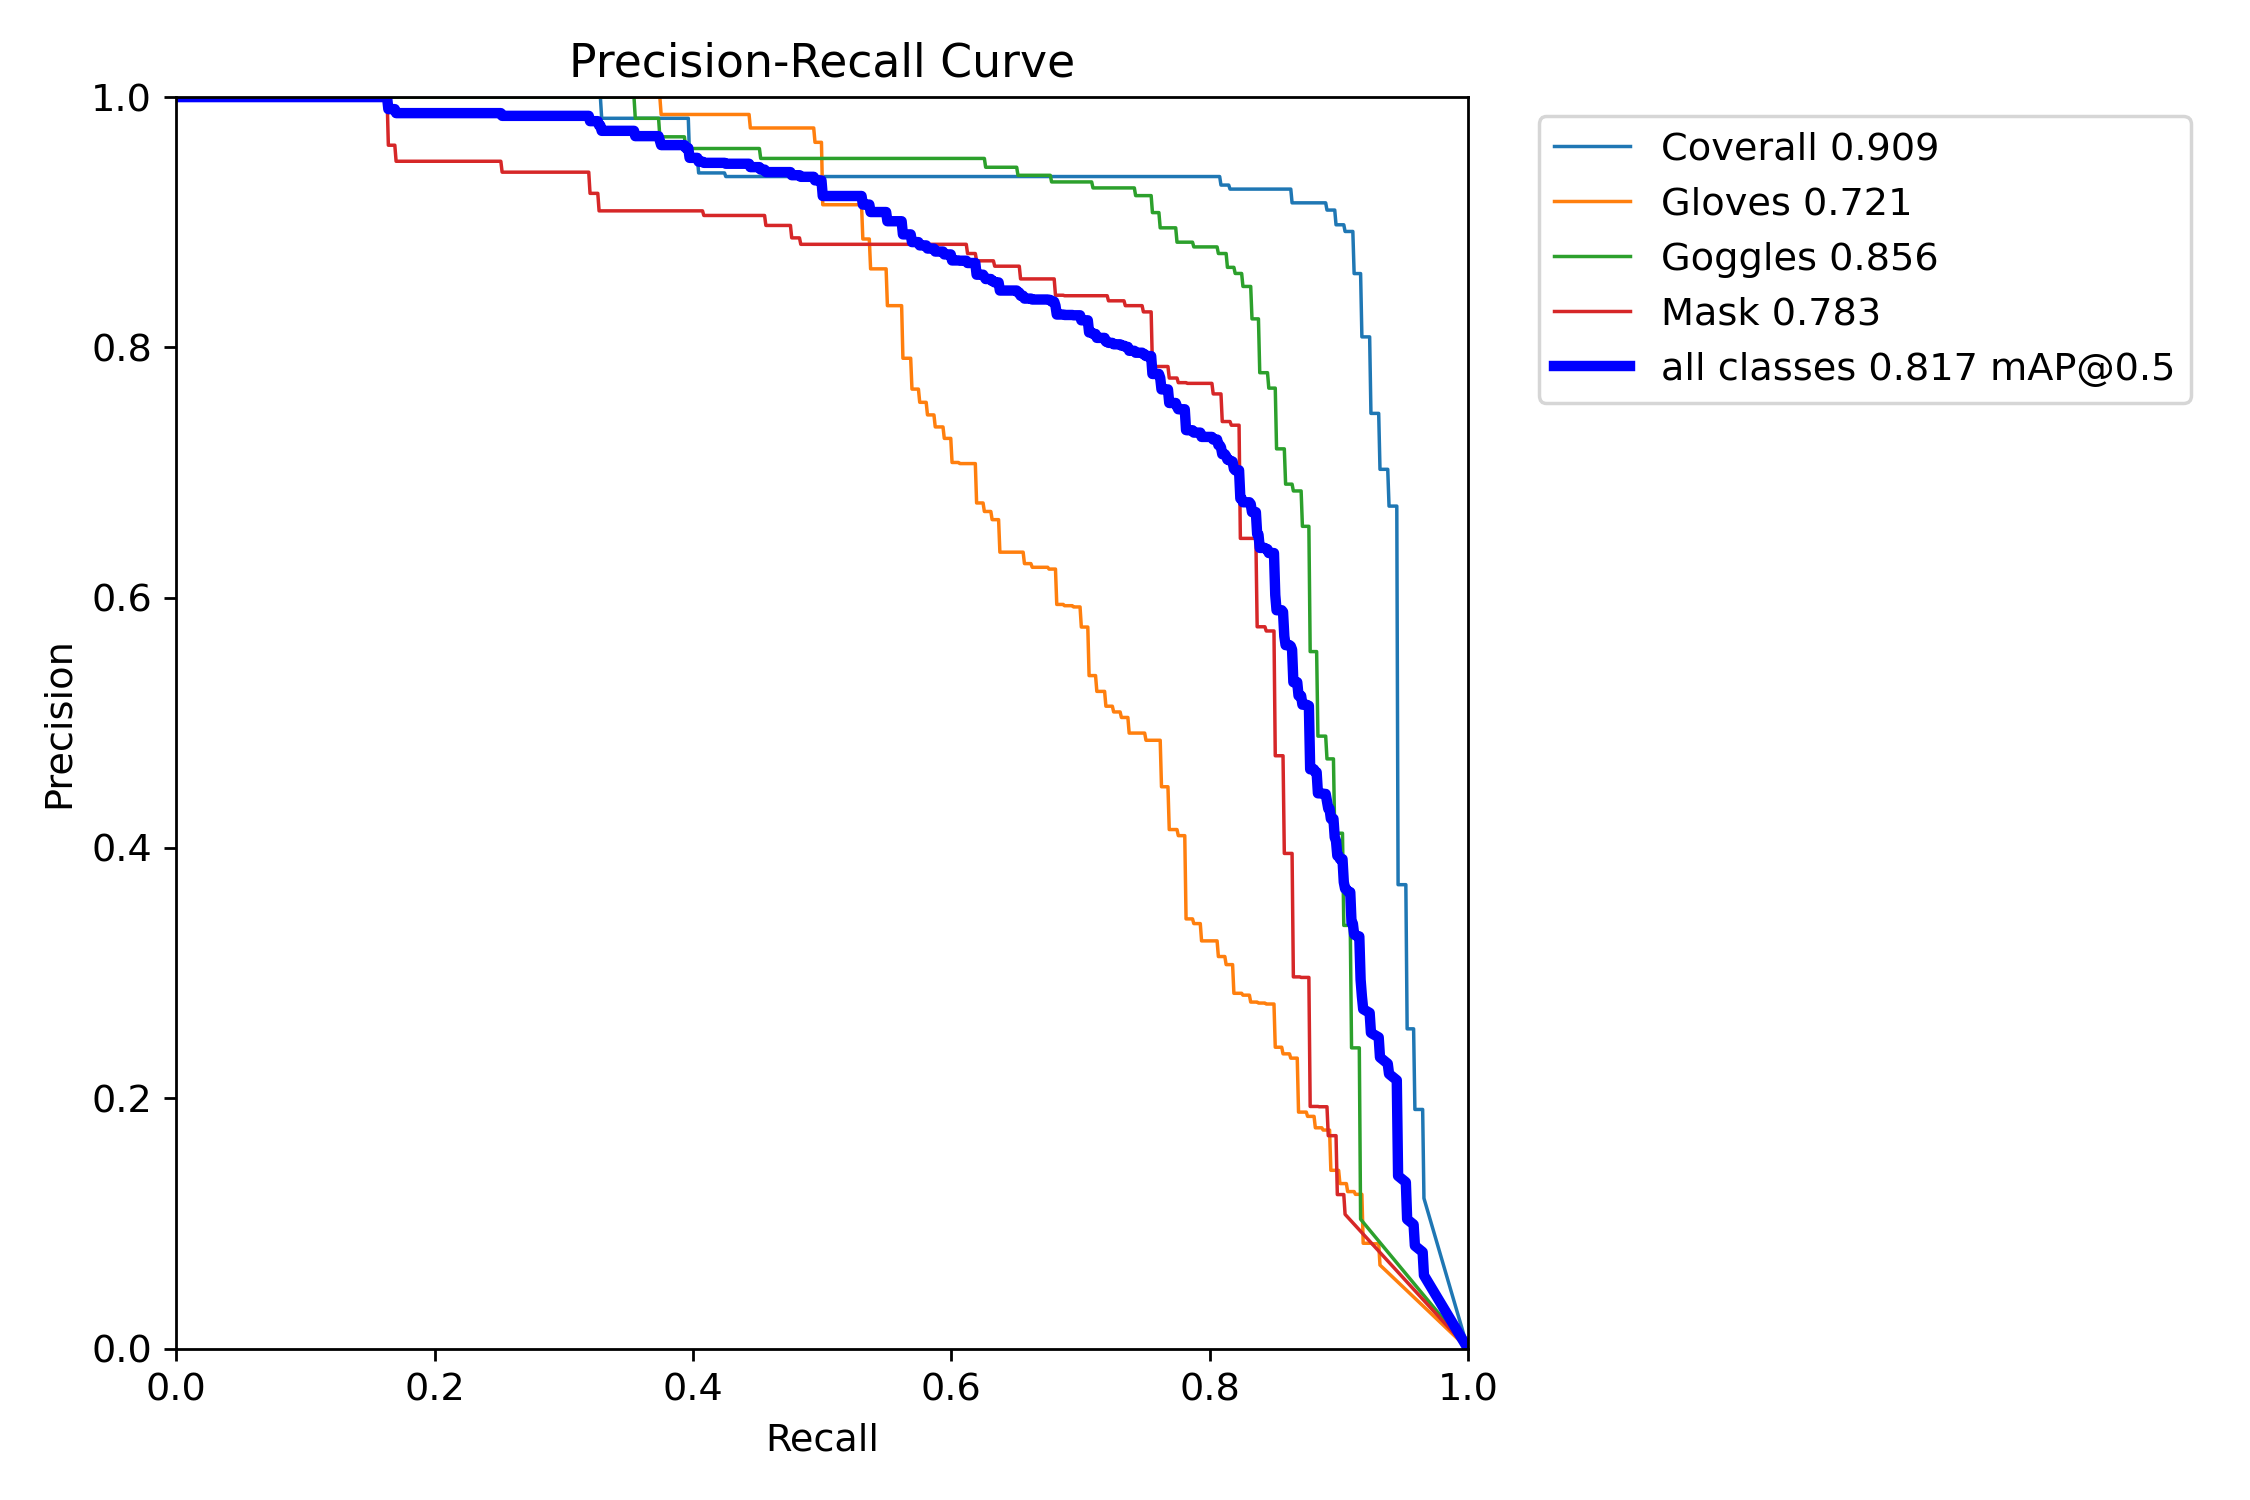 Precision-Recall Curve
1.0
0.8
0.6
0.4
0.2
0.0
Precision
0.0 0.2 0.4 0.6 0.8 1.0
Recall
Coverall 0.909
Gloves 0.721
Goggles 0.856
Mask 0.783
all classes 0.817 mAP@0.5